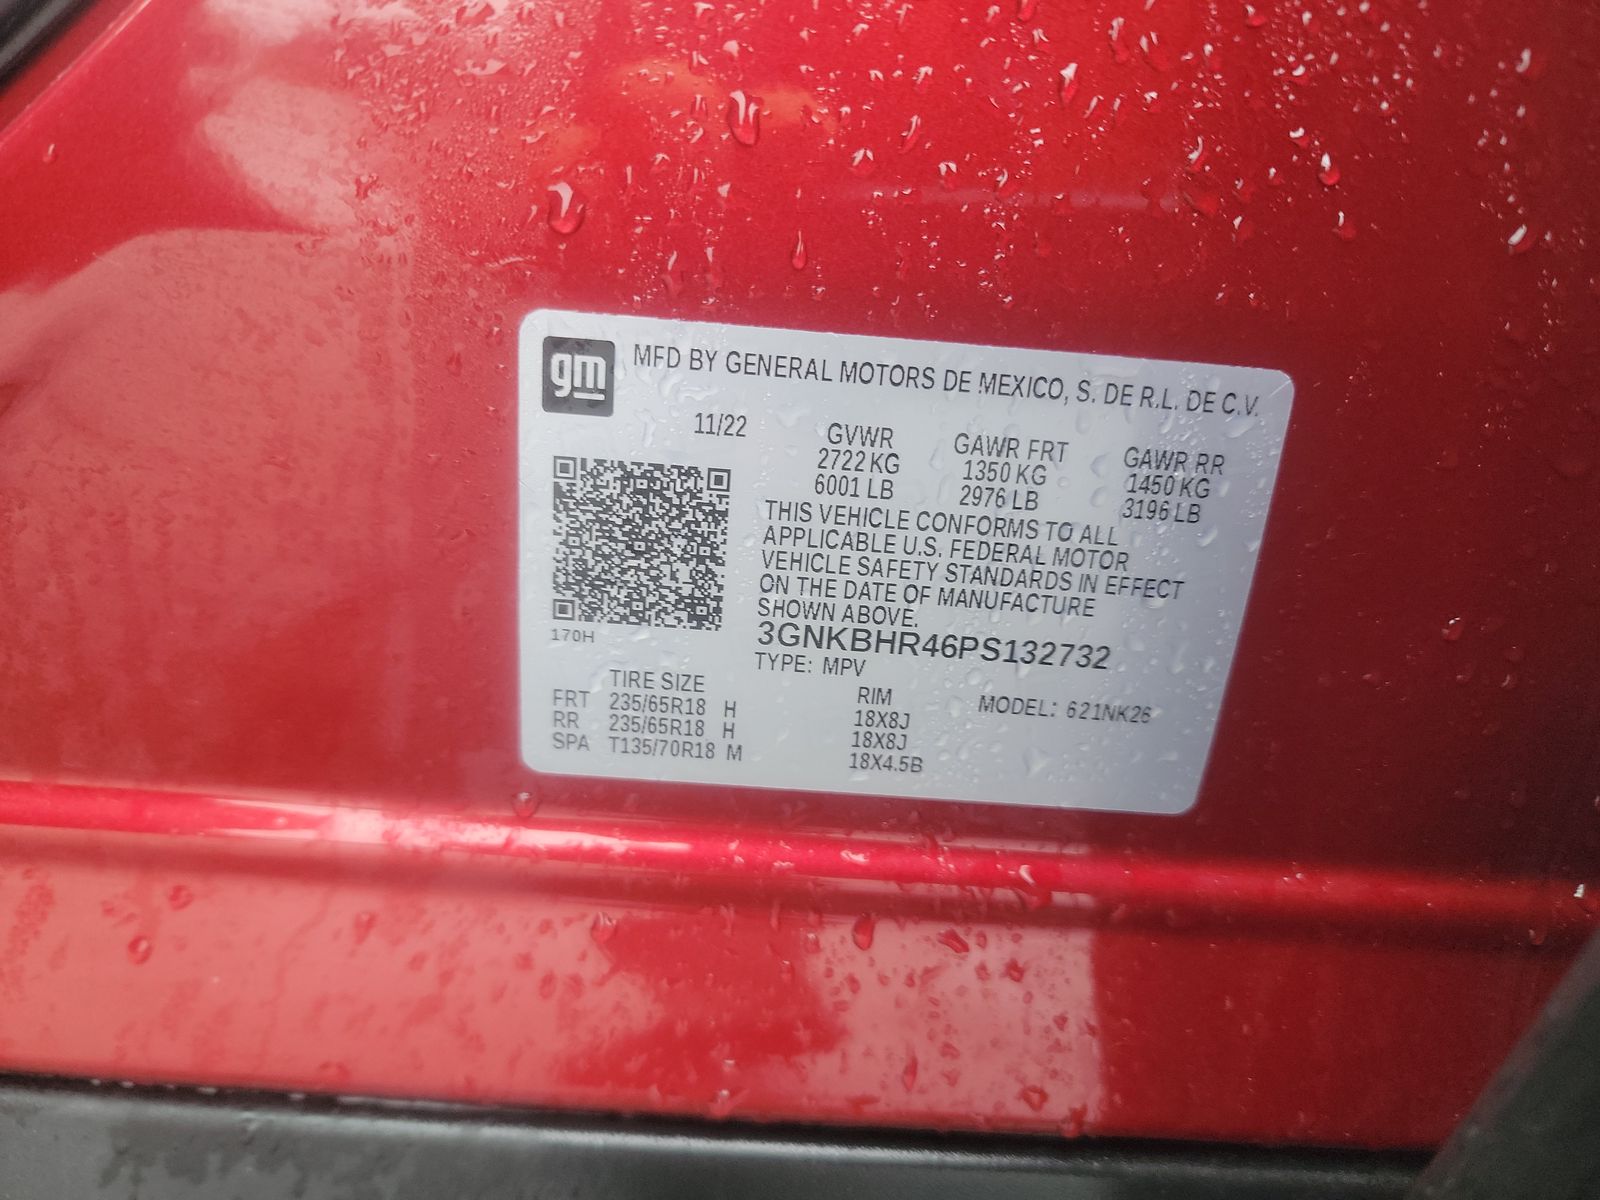 gm
MFD BY GENERAL MOTORS DE MEXICO, S. DE R.L. DE C.V.
11/22
GVWR GAWR FRT GAWR RR
2722 KG 1350 KG 1450 KG
6001 LB 2976 LB 3196 LB
THIS VEHICLE CONFORMS TO ALL
APPLICABLE U.S. FEDERAL MOTOR
VEHICLE SAFETY STANDARDS IN EFFECT
ON THE DATE OF MANUFACTURE
SHOWN ABOVE.
170H
3GNKBHR46PS132732
TYPE: MPV
TIRE SIZE RIM MODEL: 621NK26
FRT 235/65R18 H 18X8J
RR 235/65R18 H 18X8J
SPA T135/70R18 M 18X4.5B